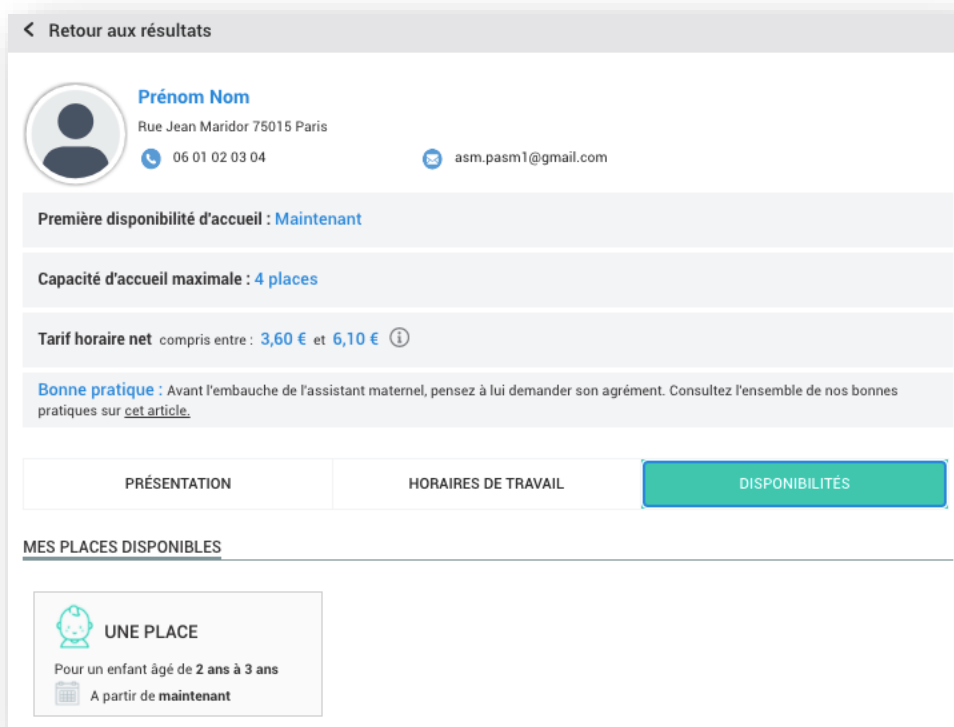 Retour aux résultats
Prénom Nom
Rue Jean Maridor 75015 Paris
06 01 02 03 04 asm.pasm1@gmail.com
Première disponibilité d'accueil : Maintenant
Capacité d'accueil maximale : 4 places
Tarif horaire net compris entre : 3,60 € et 6,10 €
Bonne pratique : Avant l'embauche de l'assistant maternel, pensez à lui demander son agrément. Consultez l'ensemble de nos bonnes
pratiques sur cet article.
PRÉSENTATION HORAIRES DE TRAVAIL DISPONIBILITÉS
MES PLACES DISPONIBLES
UNE PLACE
Pour un enfant âgé de 2 ans à 3 ans
A partir de maintenant